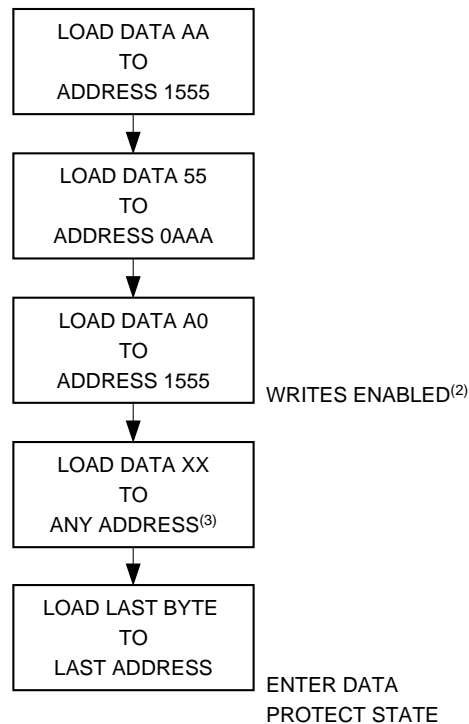 LOAD DATA AA
TO
ADDRESS 1555
LOAD DATA 55
TO
ADDRESS 0AAA
LOAD DATA A0
TO
ADDRESS 1555
WRITES ENABLED(2)
LOAD DATA XX
TO
ANY ADDRESS(3)
LOAD LAST BYTE
TO
LAST ADDRESS
ENTER DATA
PROTECT STATE